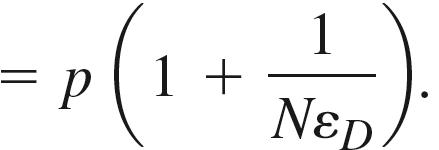 = p (1 + 1/(Nε_D)).